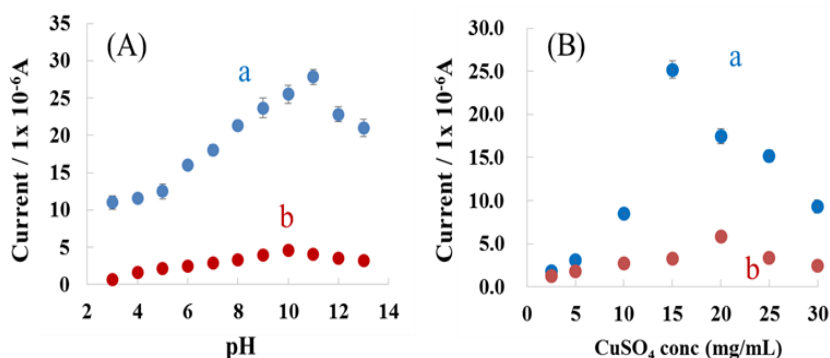 (A)
a
b
Current / 1x 10⁻⁶A
35
30
25
20
15
10
5
0
2 4 6 8 10 12 14
pH
(B)
a
b
Current / 1x 10⁻⁶A
30.0
25.0
20.0
15.0
10.0
5.0
0.0
0 5 10 15 20 25 30
CuSO₄ conc (mg/mL)